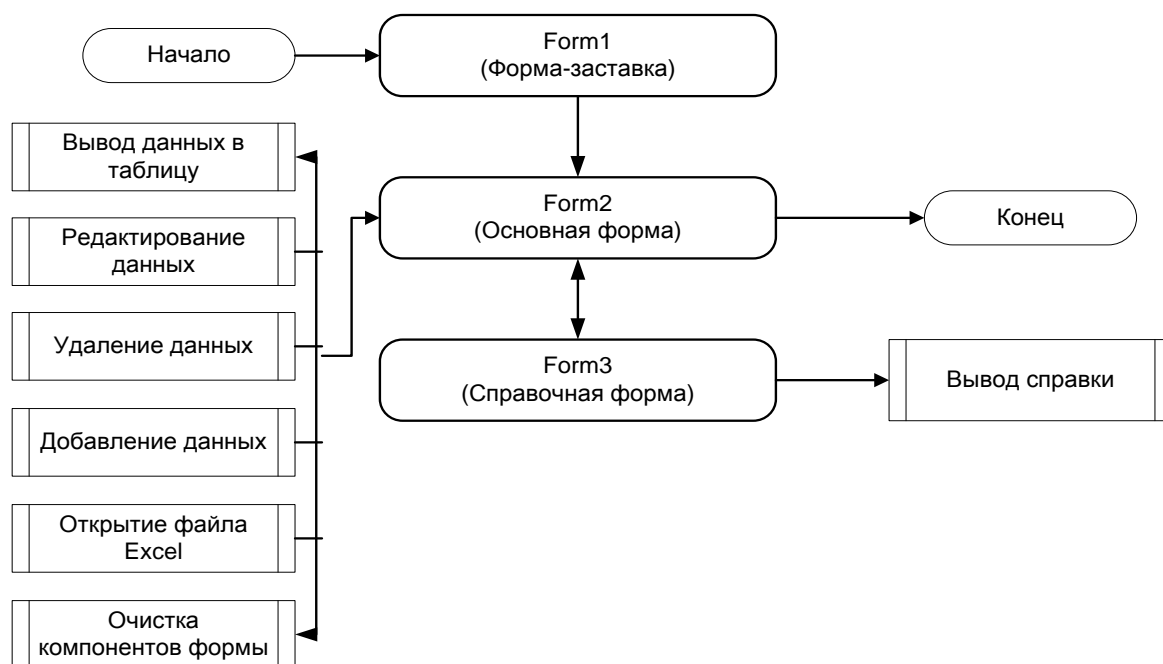 Начало
Form1
(Форма-заставка)
Вывод данных в
таблицу
Редактирование
данных
Удаление данных
Добавление данных
Открытие файла
Excel
Очистка
компонентов формы
Form2
(Основная форма)
Конец
Form3
(Справочная форма)
Вывод справки